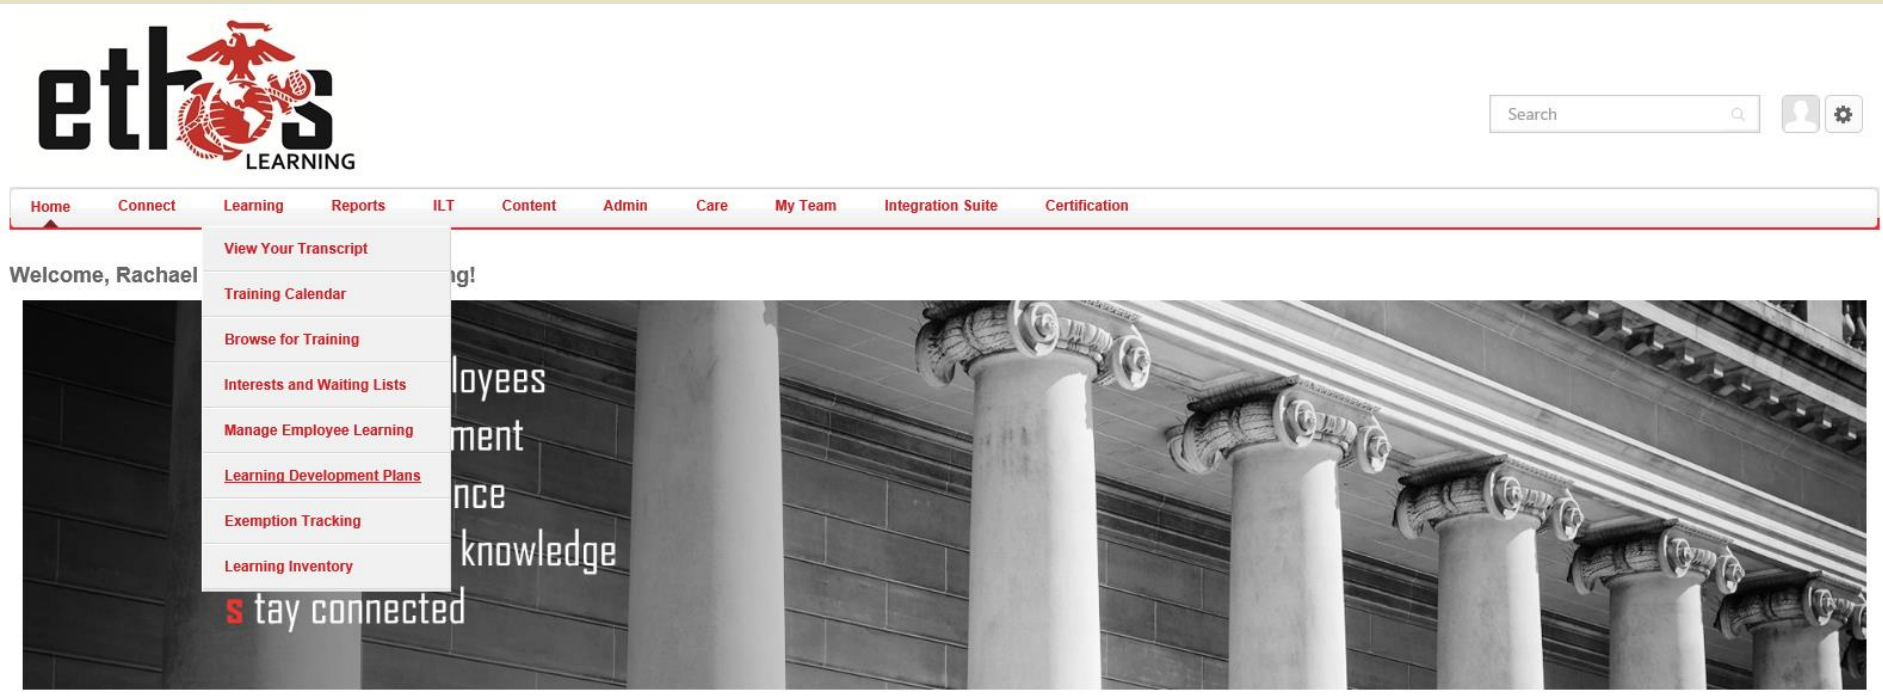 ethos
LEARNING
Search
Home Connect Learning Reports ILT Content Admin Care My Team Integration Suite Certification
View Your Transcript
Welcome, Rachael ng!
Training Calendar
Browse for Training
loyees
Interests and Waiting Lists
Manage Employee Learning
ment
Learning Development Plans
nce
Exemption Tracking
knowledge
Learning Inventory
s tay connected